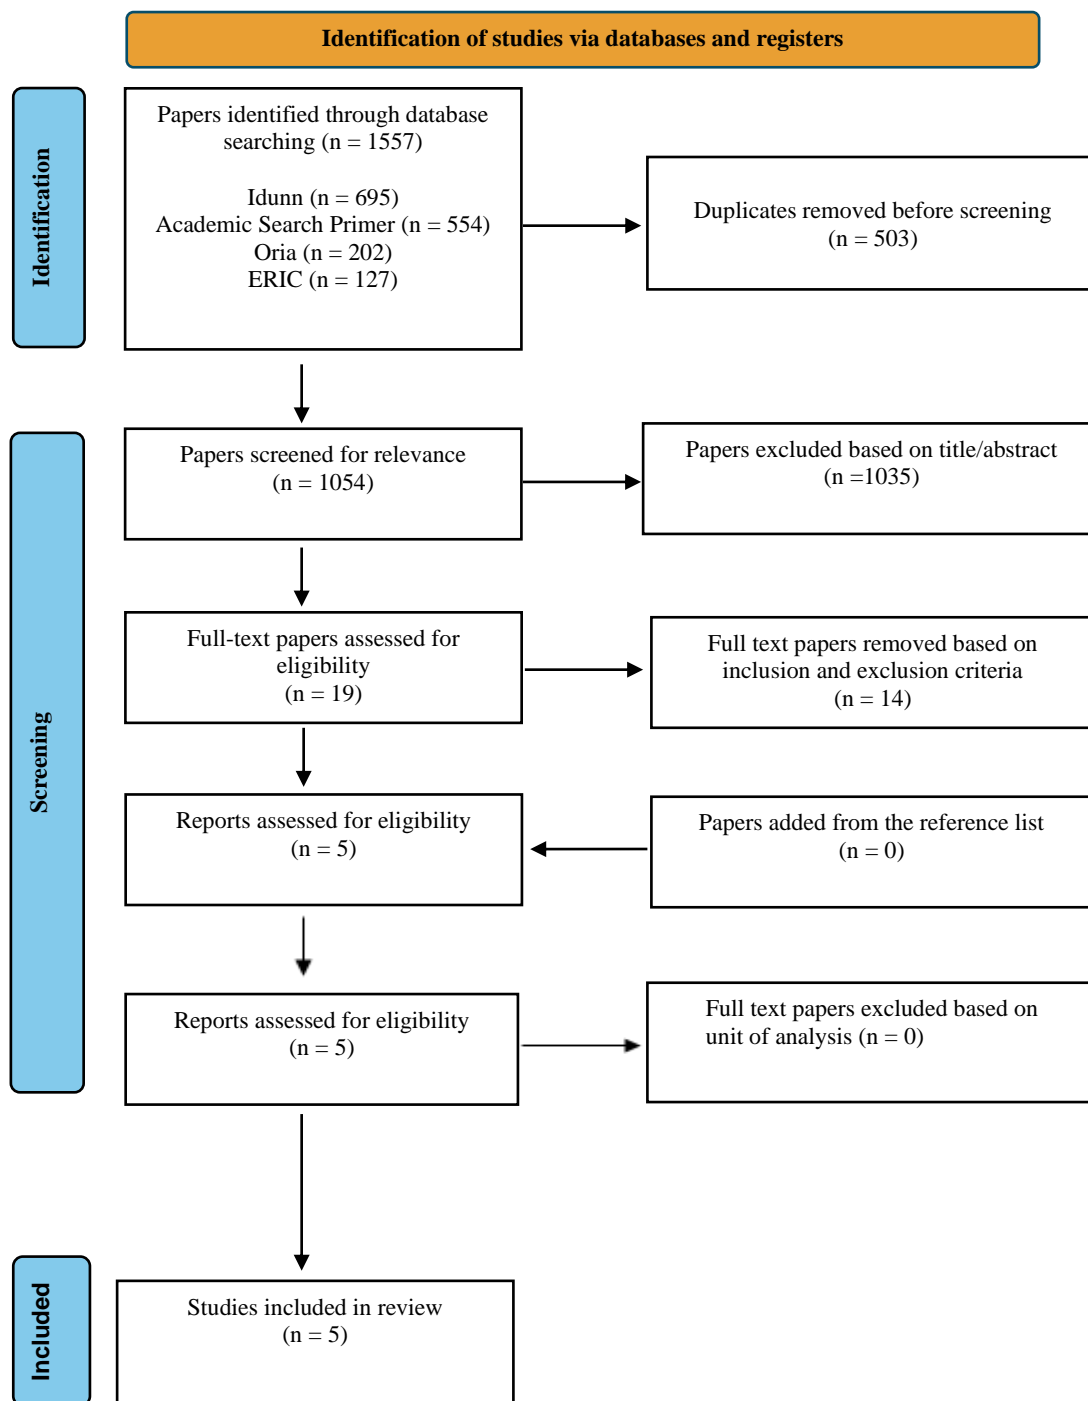 Identification of studies via databases and registers
Identification
Papers identified through database
searching (n = 1557)
Idunn (n = 695)
Academic Search Primer (n = 554)
Oria (n = 202)
ERIC (n = 127)
Duplicates removed before screening
(n = 503)
Screening
Papers screened for relevance
(n = 1054)
Papers excluded based on title/abstract
(n =1035)
Full-text papers assessed for
eligibility
(n = 19)
Full text papers removed based on
inclusion and exclusion criteria
(n = 14)
Reports assessed for eligibility
(n = 5)
Papers added from the reference list
(n = 0)
Reports assessed for eligibility
(n = 5)
Full text papers excluded based on
unit of analysis (n = 0)
Included
Studies included in review
(n = 5)